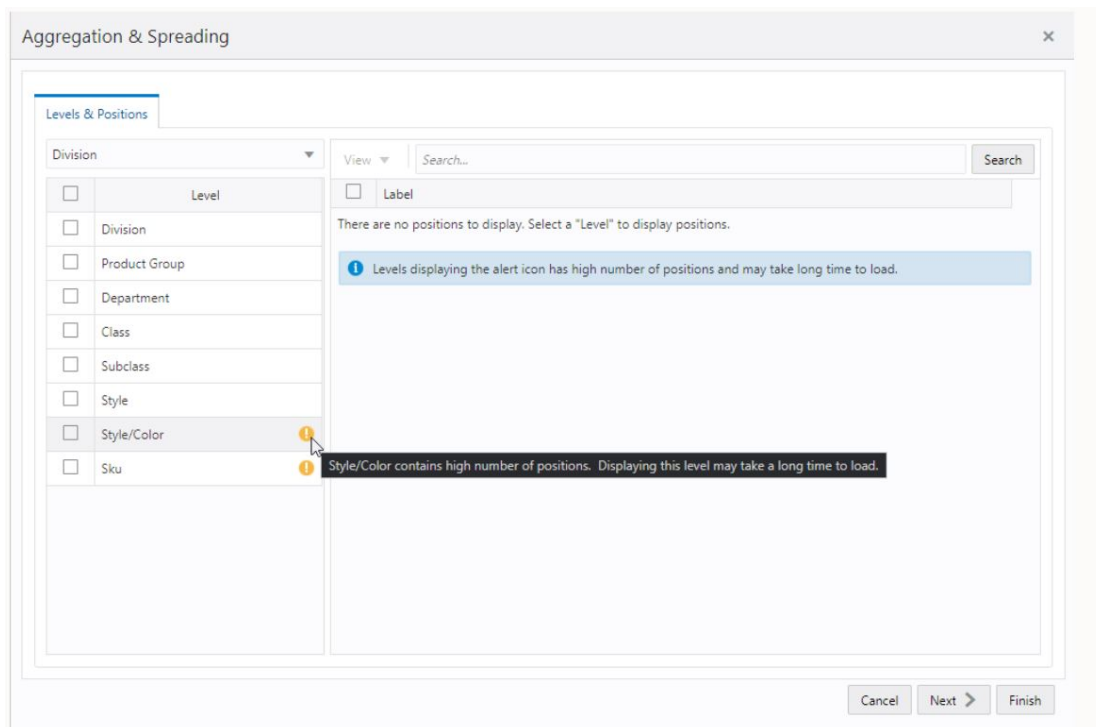 Aggregation & Spreading
Levels & Positions
Division
View
Search...
Search
Level
Label
Division
There are no positions to display. Select a "Level" to display positions.
Product Group
Levels displaying the alert icon has high number of positions and may take long time to load.
Department
Class
Subclass
Style
Style/Color
Style/Color contains high number of positions. Displaying this level may take a long time to load.
Sku
Cancel
Next
Finish